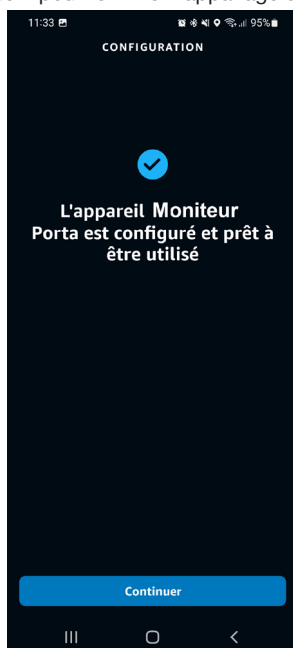 11:33 95%
CONFIGURATION
L'appareil Moniteur
Porta est configuré et prêt à
être utilisé
Continuer